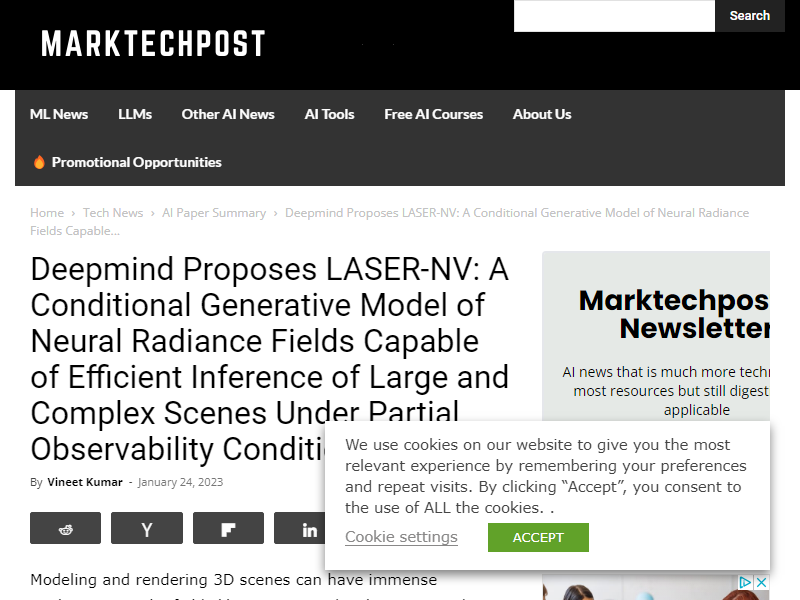 Search
MARKTECHPOST
ML News LLMs Other AI News AI Tools Free AI Courses About Us
🔥 Promotional Opportunities
Home › Tech News › AI Paper Summary › Deepmind Proposes LASER-NV: A Conditional Generative Model of Neural Radiance
Fields Capable...
Deepmind Proposes LASER-NV: A
Conditional Generative Model of
Neural Radiance Fields Capable
of Efficient Inference of Large and
Complex Scenes Under Partial
Observability Conditi
By Vineet Kumar - January 24, 2023
Y in
Modeling and rendering 3D scenes can have immense
Marktechpos
Newsletter
AI news that is much more techn
most resources but still digest
applicable
We use cookies on our website to give you the most
relevant experience by remembering your preferences
and repeat visits. By clicking “Accept”, you consent to
the use of ALL the cookies. .
Cookie settings ACCEPT